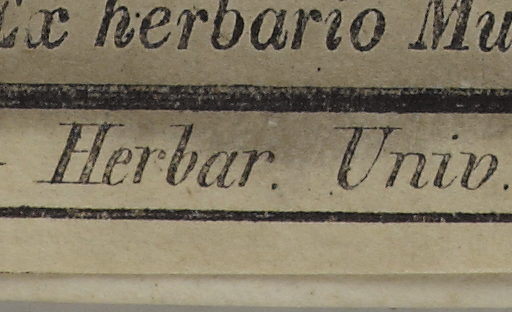 Ex herbario Mu
- Herbar. Univ.